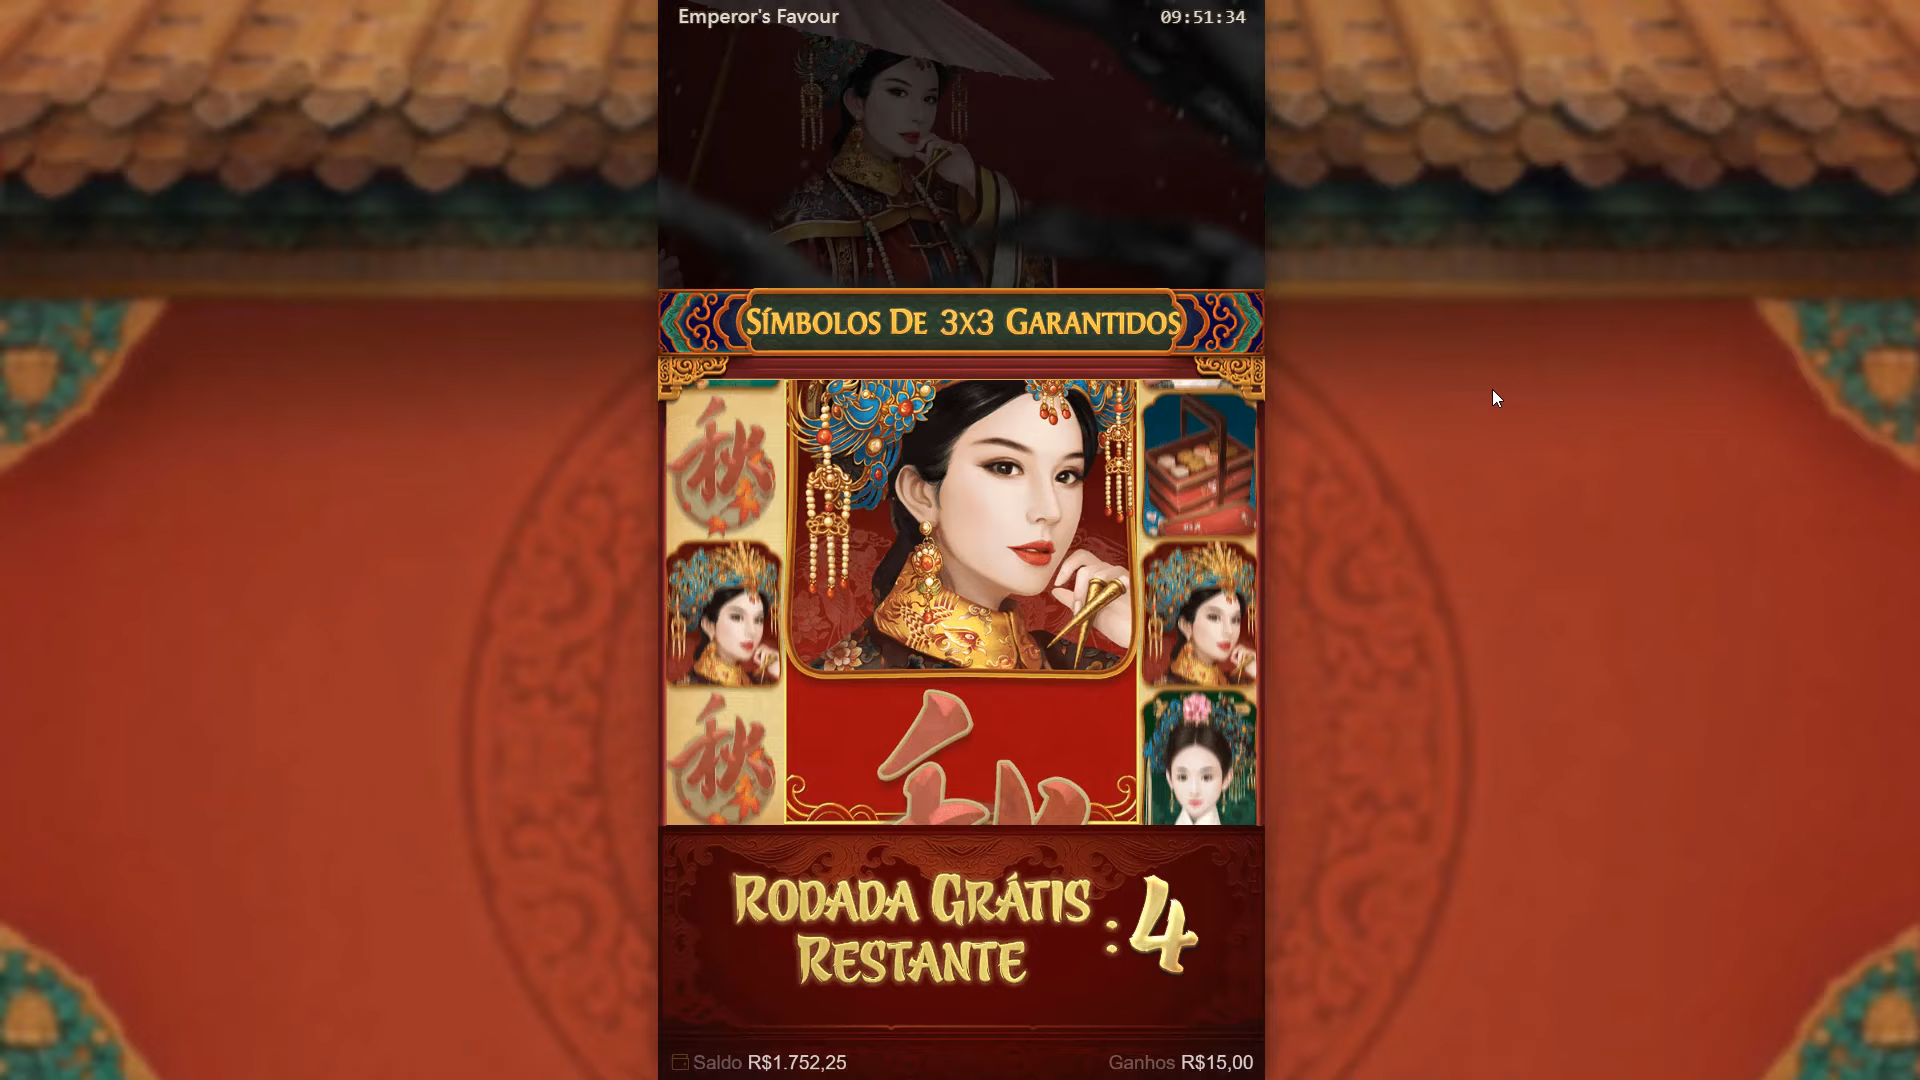 Emperor's Favour
09:51:34
SÍMBOLOS DE 3X3 GARANTIDOS
秋
秋
秋
RODADA GRÁTIS
RESTANTE : 4
Saldo R$1.752,25
Ganhos R$15,00